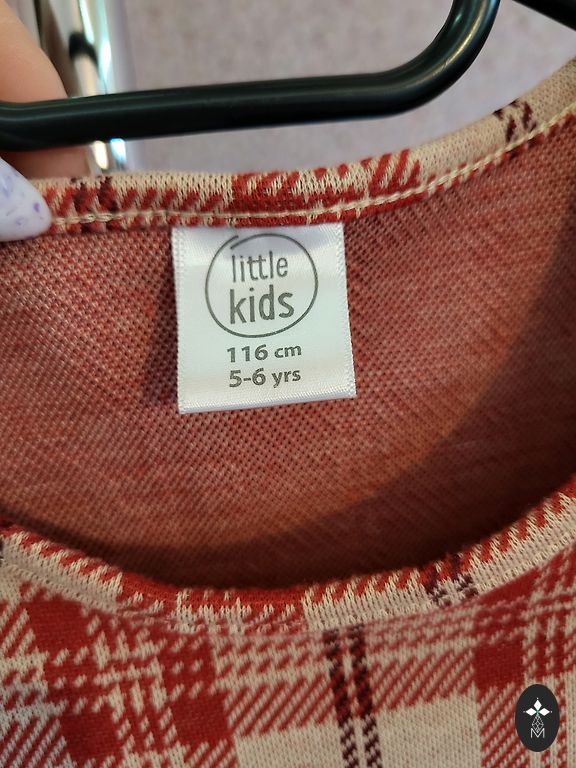 little
kids
116 cm
5-6 yrs